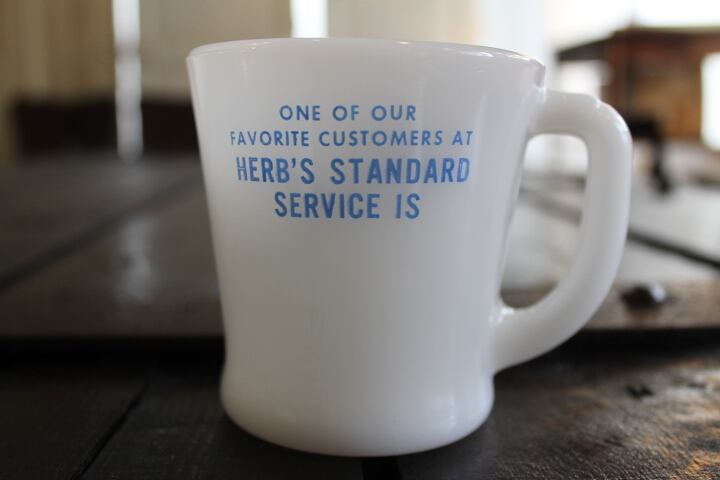 ONE OF OUR
FAVORITE CUSTOMERS AT
HERB'S STANDARD
SERVICE IS